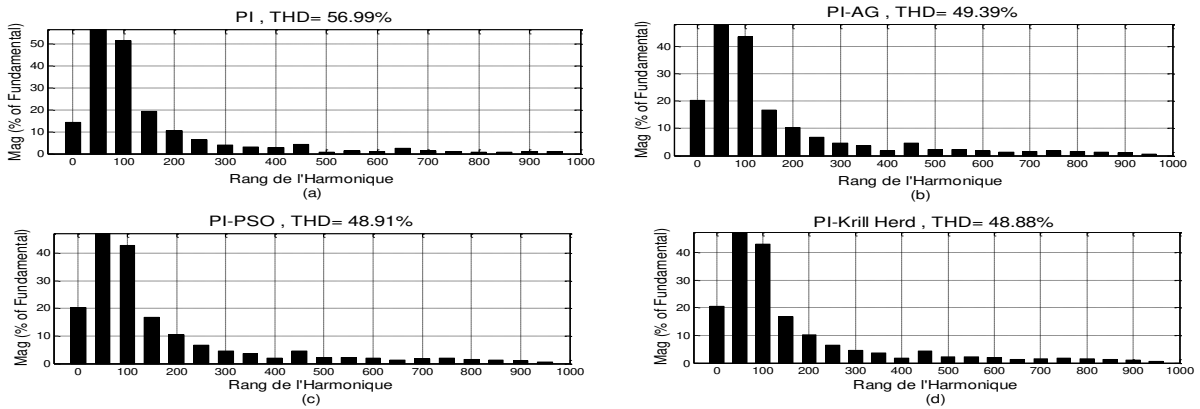 PI , THD= 56.99%
Mag (% of Fundamental)
50
40
30
20
10
0
0 100 200 300 400 500 600 700 800 900 1000
Rang de l'Harmonique
(a)
PI-AG , THD= 49.39%
Mag (% of Fundamental)
40
30
20
10
0
0 100 200 300 400 500 600 700 800 900 1000
Rang de l'Harmonique
(b)
PI-PSO , THD= 48.91%
Mag (% of Fundamental)
40
30
20
10
0
0 100 200 300 400 500 600 700 800 900 1000
Rang de l'Harmonique
(c)
PI-Krill Herd , THD= 48.88%
Mag (% of Fundamental)
40
30
20
10
0
0 100 200 300 400 500 600 700 800 900 1000
Rang de l'Harmonique
(d)